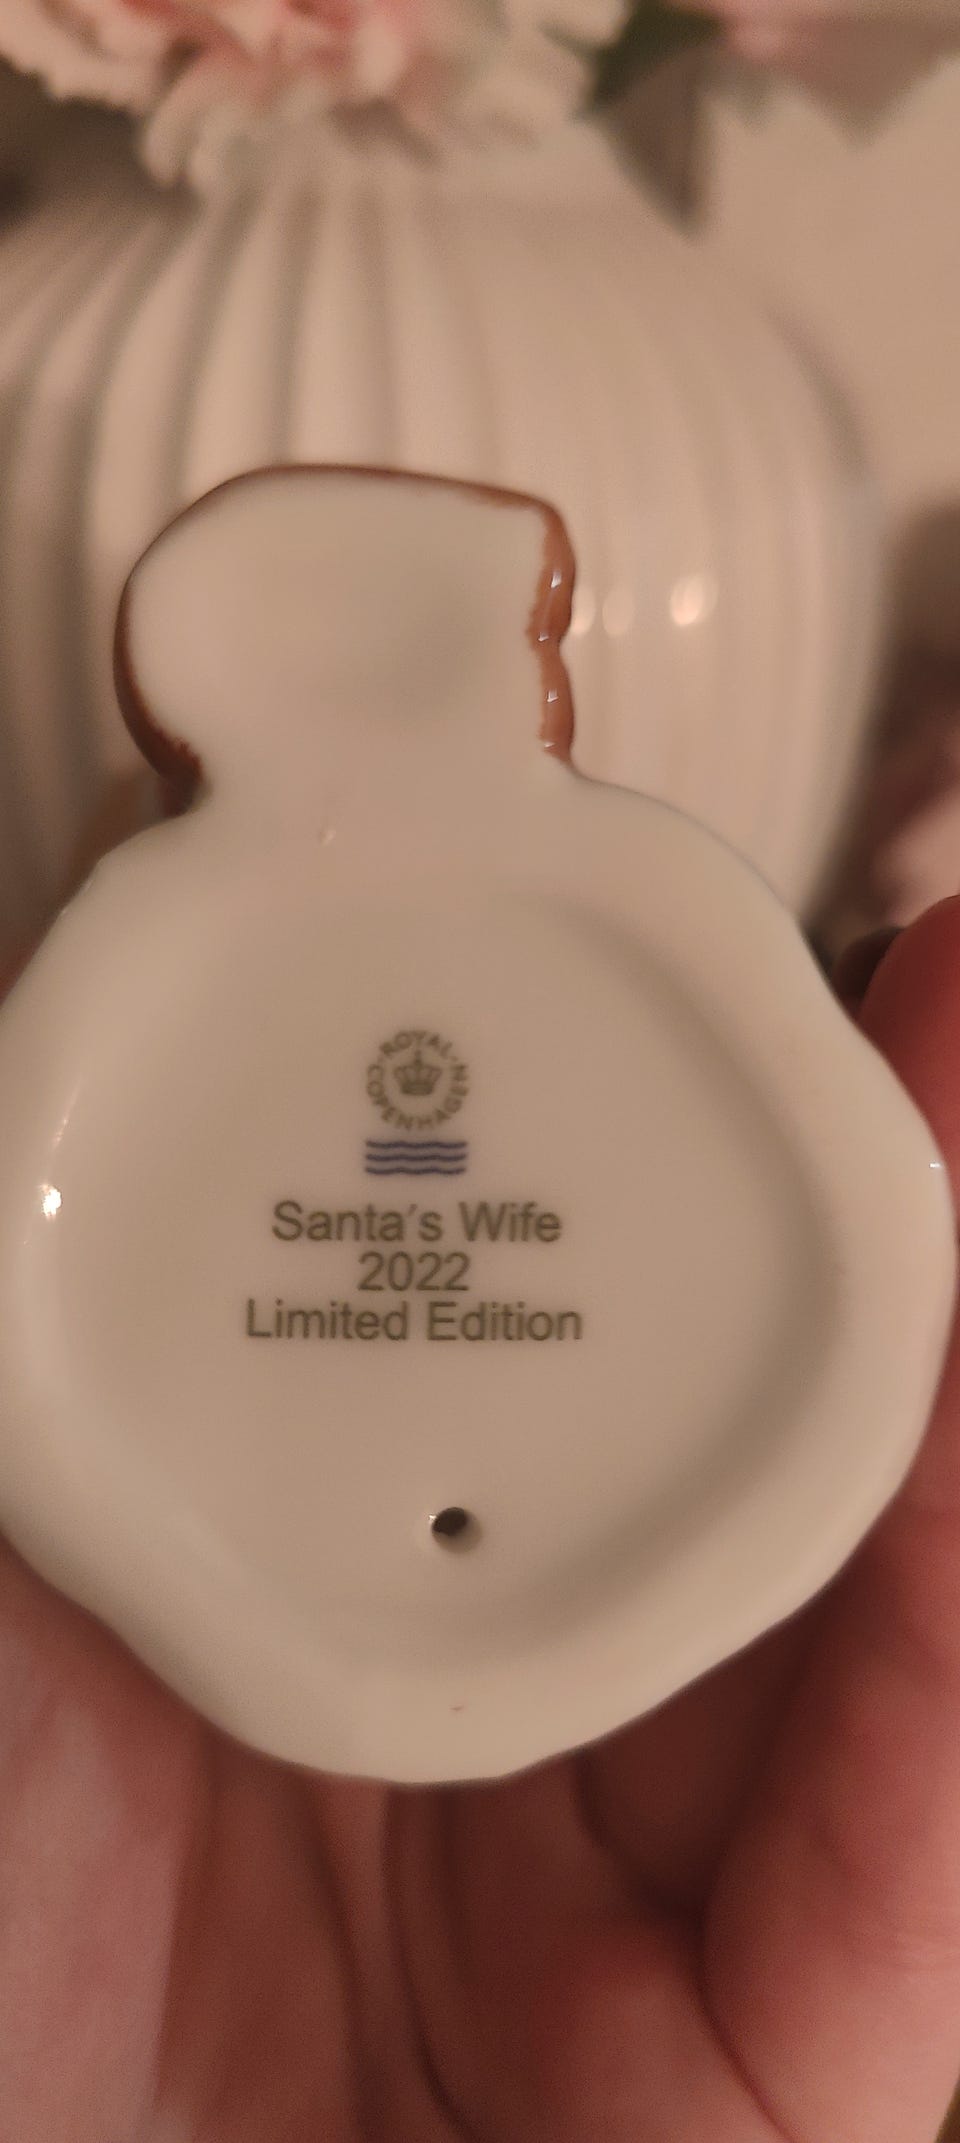 ROYAL COPENHAGEN
Santa's Wife
2022
Limited Edition